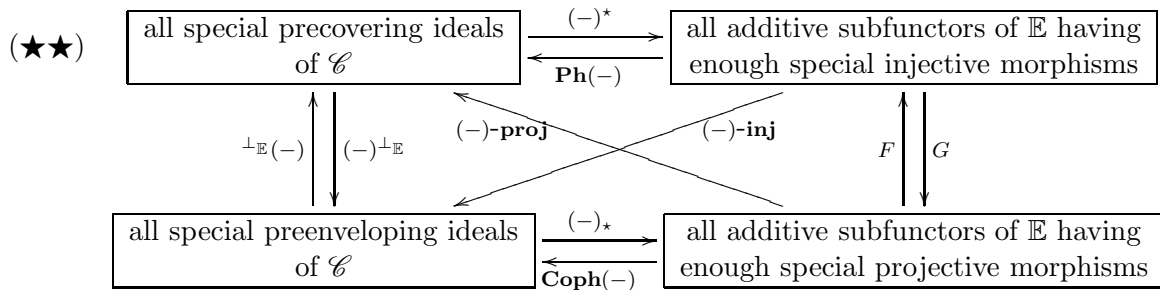 (★★)
all special precovering ideals
of 𝒞
(−)⋆
Ph(−)
all additive subfunctors of 𝔼 having
enough special injective morphisms
⊥𝔼(−)
(−)⊥𝔼
(−)-proj
(−)-inj
F
G
all special preenveloping ideals
of 𝒞
(−)⋆
Coph(−)
all additive subfunctors of 𝔼 having
enough special projective morphisms